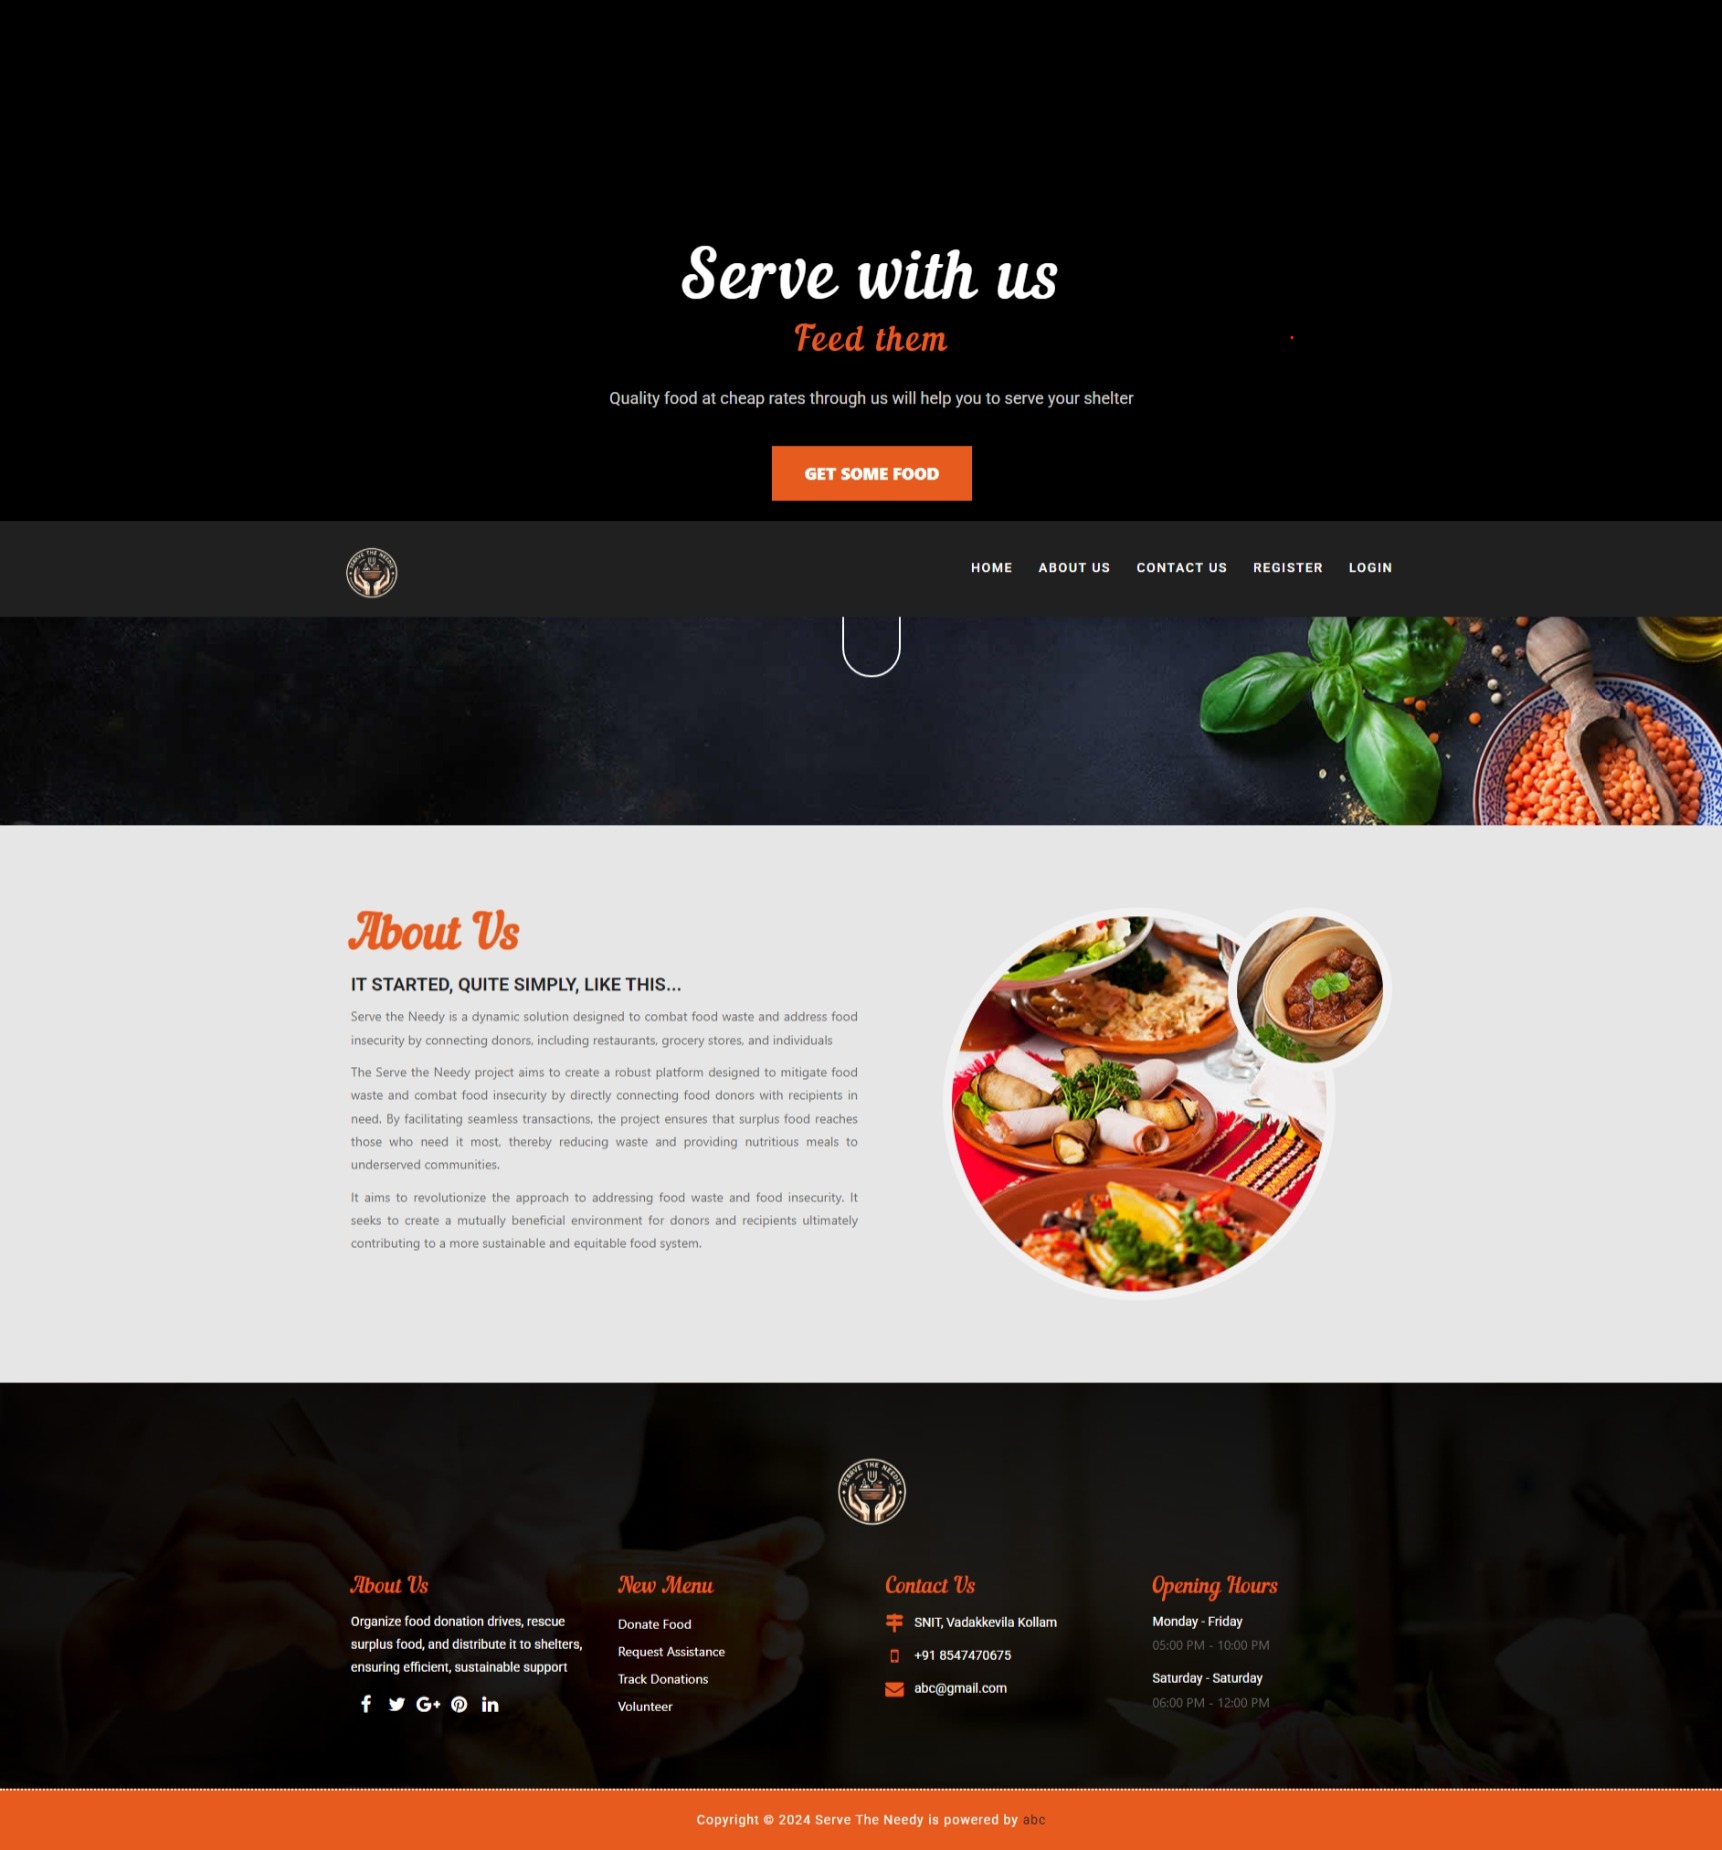 Serve with us
Feed them
Quality food at cheap rates through us will help you to serve your shelter
GET SOME FOOD
SERVE THE NEEDY
HOME ABOUT US CONTACT US REGISTER LOGIN
About Us
IT STARTED, QUITE SIMPLY, LIKE THIS...
Serve the Needy is a dynamic solution designed to combat food waste and address food
insecurity by connecting donors, including restaurants, grocery stores, and individuals
The Serve the Needy project aims to create a robust platform designed to mitigate food
waste and combat food insecurity by directly connecting food donors with recipients in
need. By facilitating seamless transactions, the project ensures that surplus food reaches
those who need it most, thereby reducing waste and providing nutritious meals to
underserved communities.
It aims to revolutionize the approach to addressing food waste and food insecurity. It
seeks to create a mutually beneficial environment for donors and recipients ultimately
contributing to a more sustainable and equitable food system.
SERVE THE NEEDY
About Us
Organize food donation drives, rescue
surplus food, and distribute it to shelters,
ensuring efficient, sustainable support
New Menu
Donate Food
Request Assistance
Track Donations
Volunteer
Contact Us
SNIT, Vadakkevila Kollam
+91 8547470675
abc@gmail.com
Opening Hours
Monday - Friday
05:00 PM - 10:00 PM
Saturday - Saturday
06:00 PM - 12:00 PM
Copyright © 2024 Serve The Needy is powered by abc